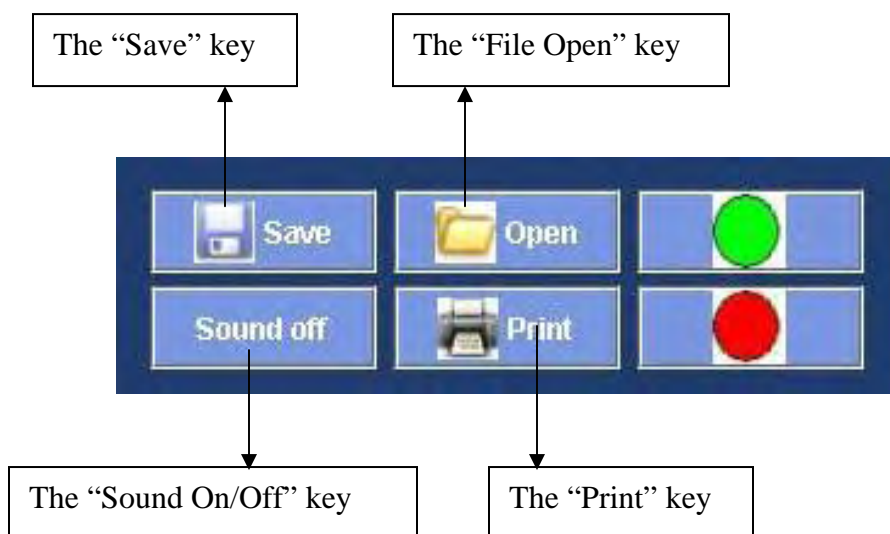 The “Save” key
The “File Open” key
Save
Open
Sound off
Print
The “Sound On/Off” key
The “Print” key